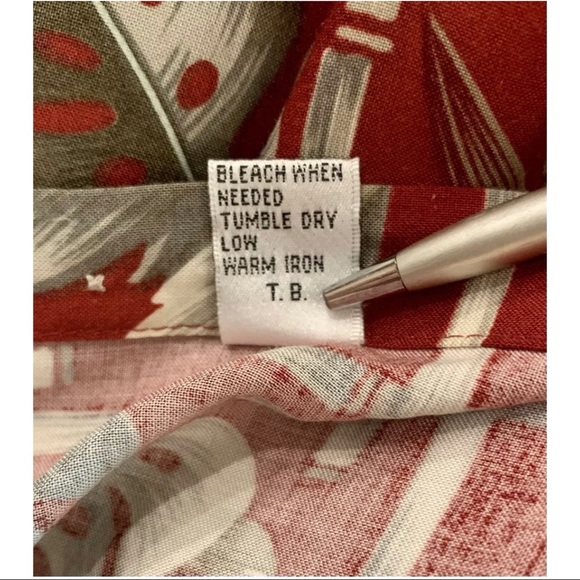 BLEACH WHEN
NEEDED
TUMBLE DRY
LOW
WARM IRON
T. B.